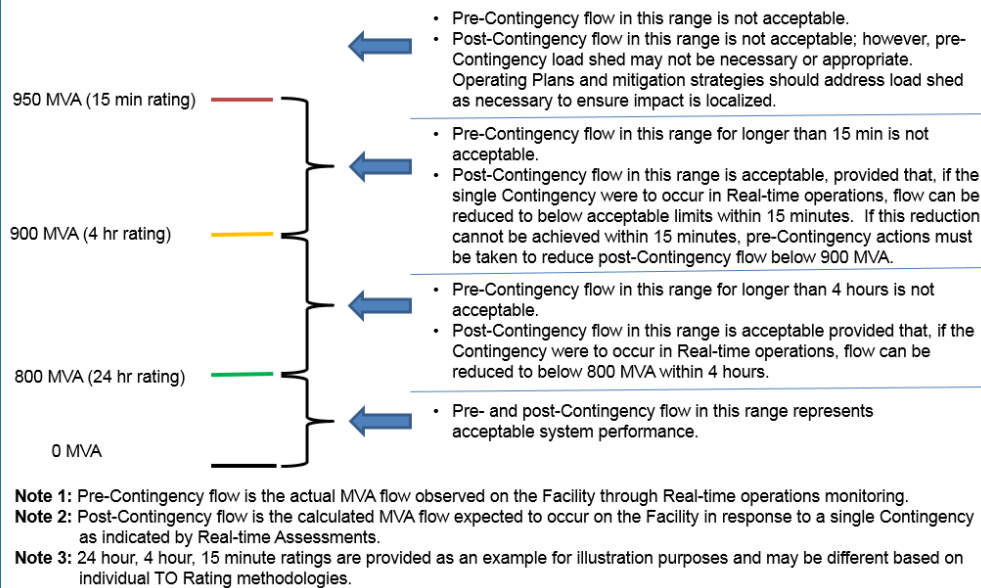 • Pre-Contingency flow in this range is not acceptable.
• Post-Contingency flow in this range is not acceptable; however, pre-
Contingency load shed may not be necessary or appropriate.
Operating Plans and mitigation strategies should address load shed
as necessary to ensure impact is localized.
950 MVA (15 min rating)
• Pre-Contingency flow in this range for longer than 15 min is not
acceptable.
• Post-Contingency flow in this range is acceptable, provided that, if the
single Contingency were to occur in Real-time operations, flow can be
reduced to below acceptable limits within 15 minutes.  If this reduction
cannot be achieved within 15 minutes, pre-Contingency actions must
be taken to reduce post-Contingency flow below 900 MVA.
900 MVA (4 hr rating)
• Pre-Contingency flow in this range for longer than 4 hours is not
acceptable.
• Post-Contingency flow in this range is acceptable provided that, if the
Contingency were to occur in Real-time operations, flow can be
reduced to below 800 MVA within 4 hours.
800 MVA (24 hr rating)
• Pre- and post-Contingency flow in this range represents
acceptable system performance.
0 MVA
Note 1: Pre-Contingency flow is the actual MVA flow observed on the Facility through Real-time operations monitoring.
Note 2: Post-Contingency flow is the calculated MVA flow expected to occur on the Facility in response to a single Contingency
as indicated by Real-time Assessments.
Note 3: 24 hour, 4 hour, 15 minute ratings are provided as an example for illustration purposes and may be different based on
individual TO Rating methodologies.